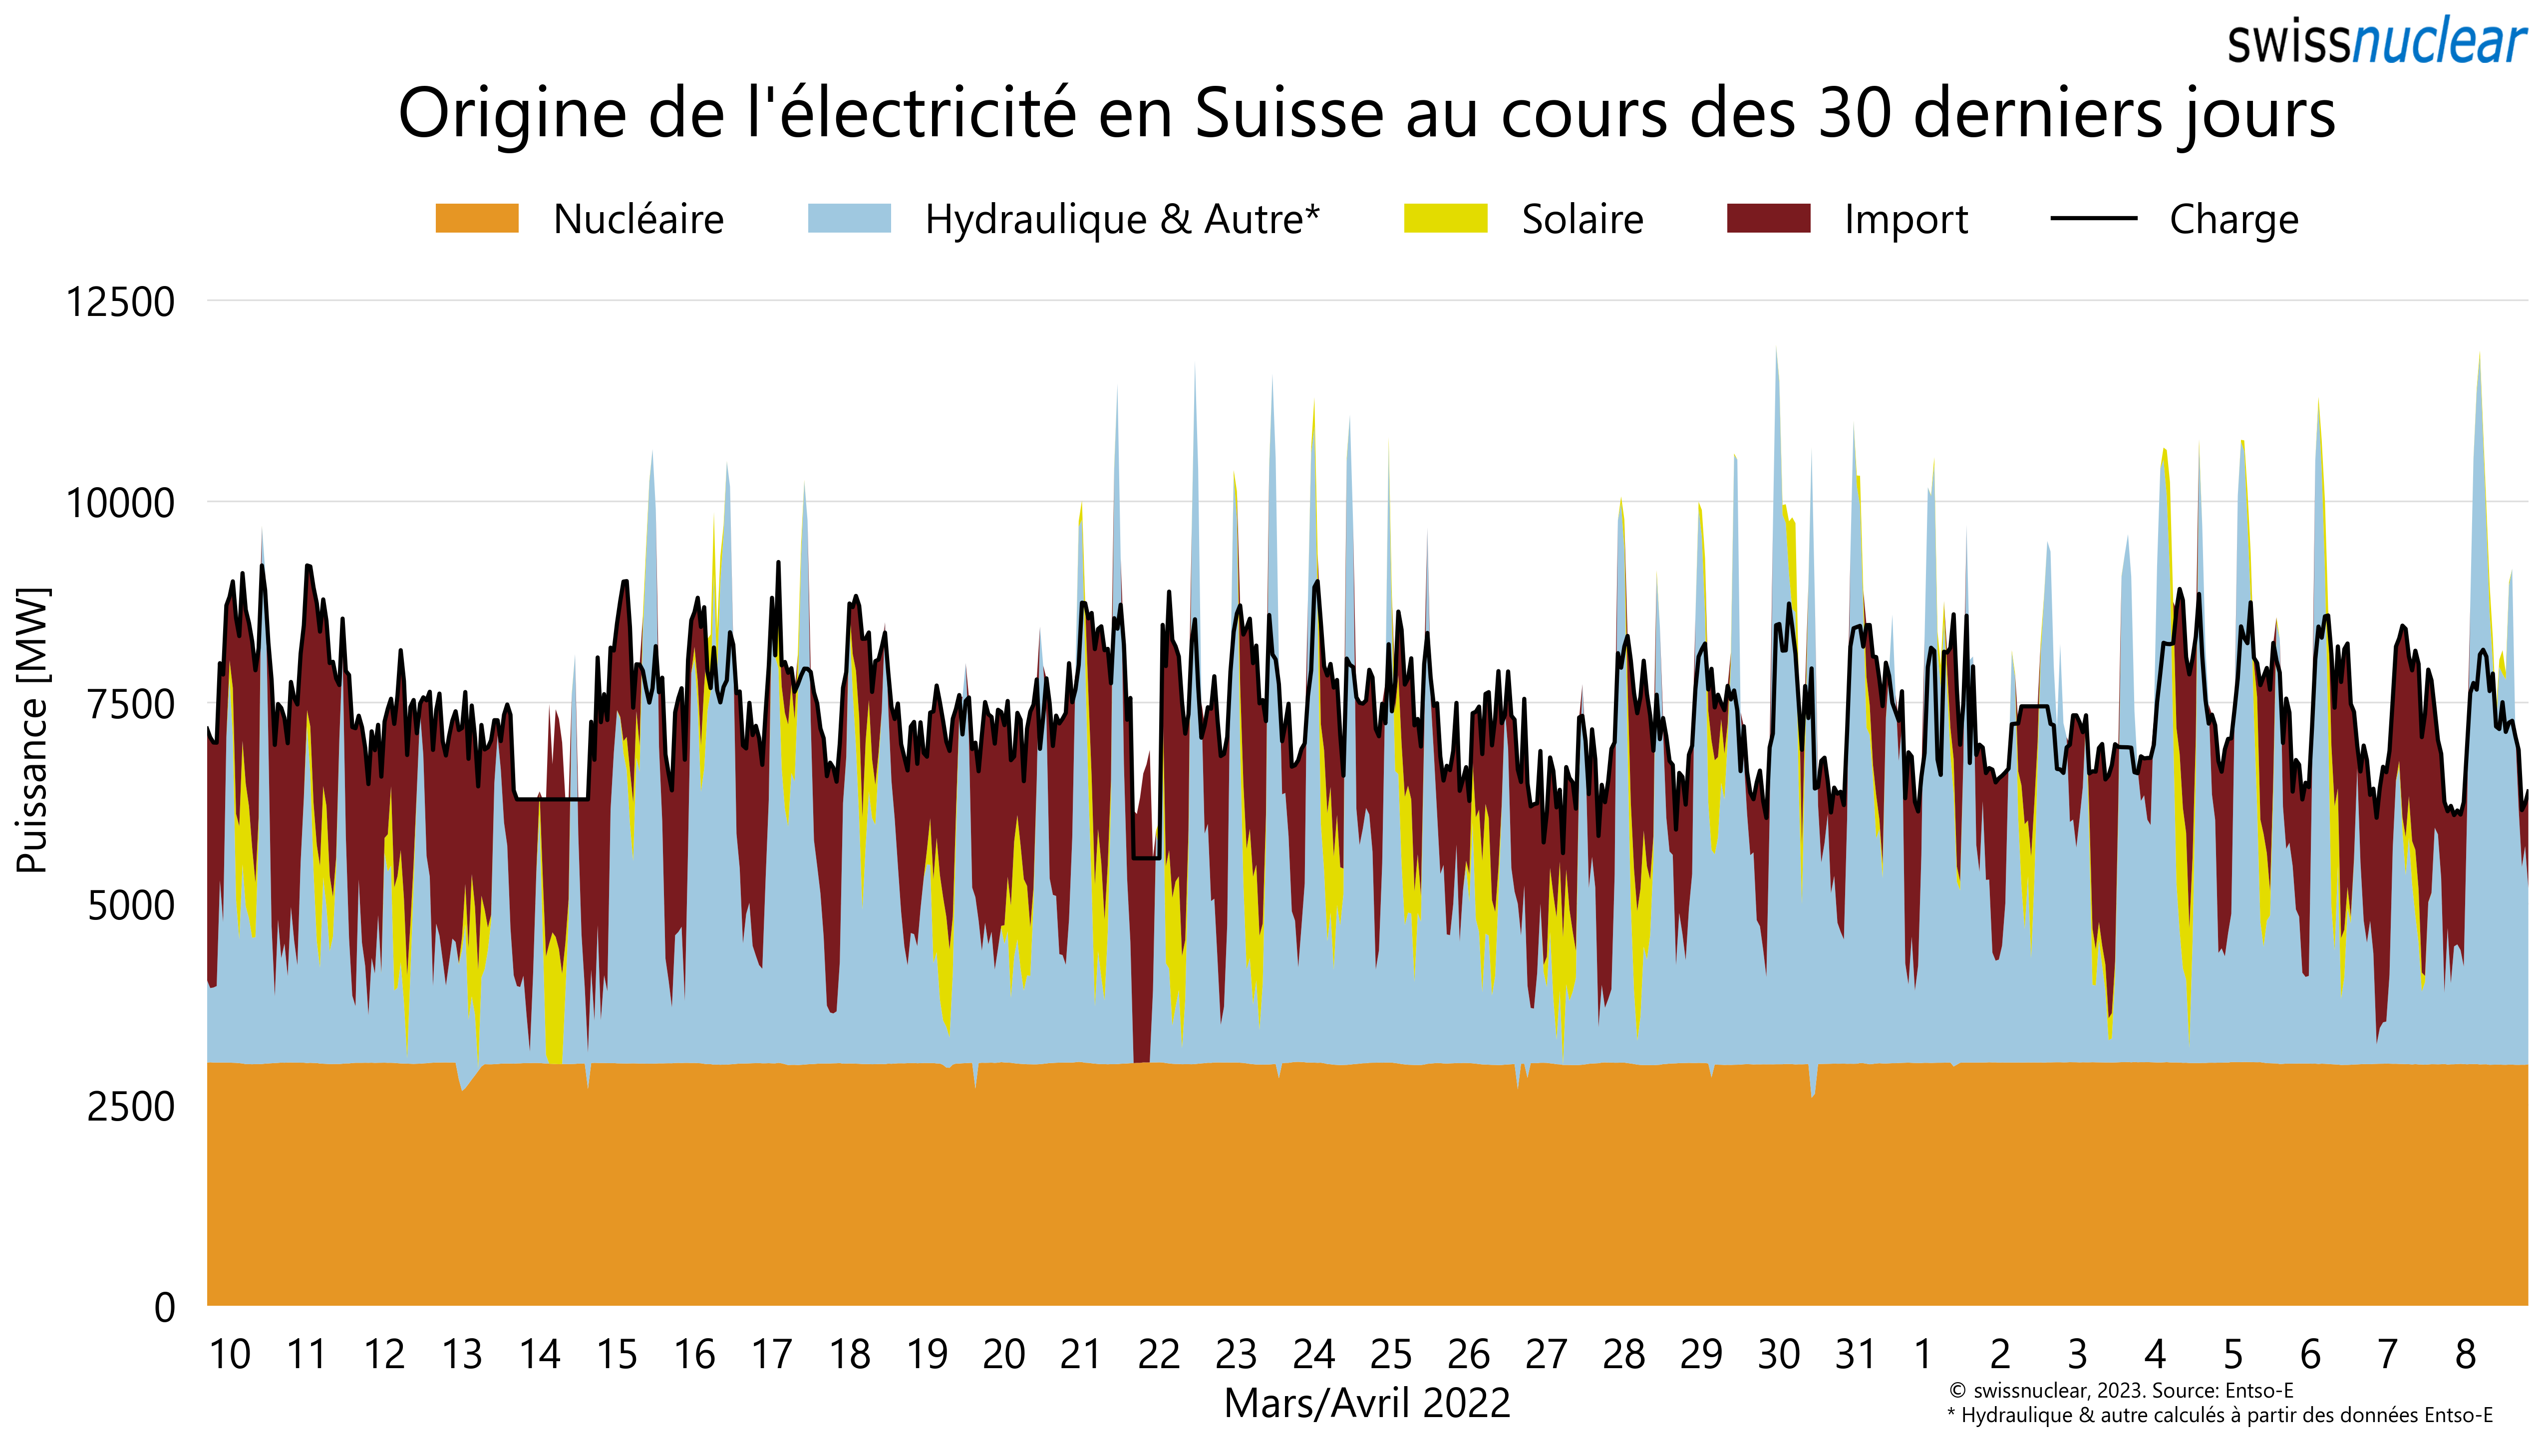 swissnuclear
Origine de l'électricité en Suisse au cours des 30 derniers jours
Nucléaire Hydraulique & Autre* Solaire Import Charge
Puissance [MW]
12500
10000
7500
5000
2500
0
10 11 12 13 14 15 16 17 18 19 20 21 22 23 24 25 26 27 28 29 30 31 1 2 3 4 5 6 7 8
Mars/Avril 2022
© swissnuclear, 2023. Source: Entso-E
* Hydraulique & autre calculés à partir des données Entso-E